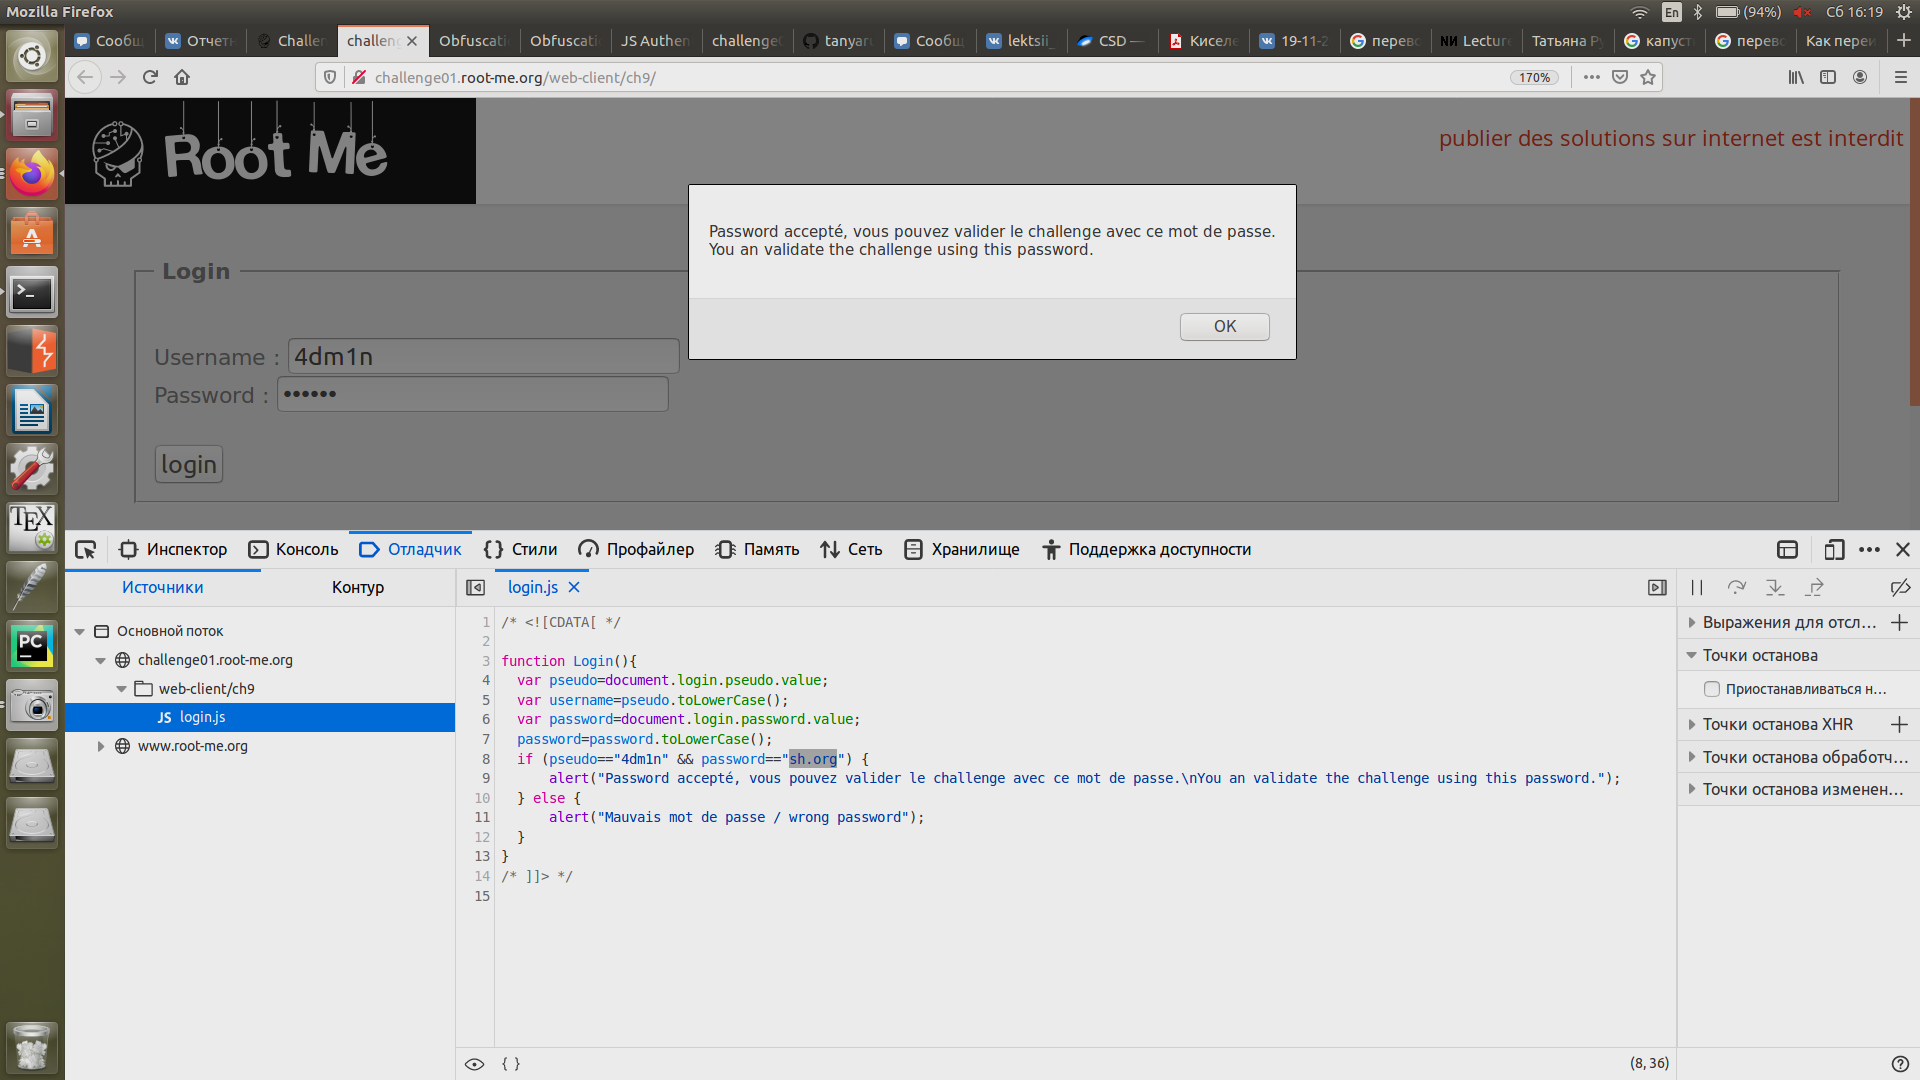 Mozilla Firefox
En (94%) Сб 16:19
Сообщ Отчет Challen challeng Obfuscati Obfuscati JS Authen challenge tanyar Сообщ lektsii_ CSD — Кисел 19-11-2 перево Lecture Татьяна Ру капуст перево Как пере
challenge01.root-me.org/web-client/ch9/ 170%
Root Me
publier des solutions sur internet est interdit
Password accepté, vous pouvez valider le challenge avec ce mot de passe.
You an validate the challenge using this password.
OK
Login
Username : 4dm1n
Password : ••••••
login
Инспектор Консоль Отладчик Стили Профайлер Память Сеть Хранилище Поддержка доступности
Источники Контур
login.js
Основной поток
challenge01.root-me.org
web-client/ch9
JS login.js
www.root-me.org
1 /* <![CDATA[ */
2
3 function Login(){
4 var pseudo=document.login.pseudo.value;
5 var username=pseudo.toLowerCase();
6 var password=document.login.password.value;
7 password=password.toLowerCase();
8 if (pseudo=="4dm1n" && password=="sh.org") {
9 alert("Password accepté, vous pouvez valider le challenge avec ce mot de passe.\nYou an validate the challenge using this password.");
10 } else {
11 alert("Mauvais mot de passe / wrong password");
12 }
13 }
14 /* ]]> */
15
Выражения для отсл...
Точки останова
Приостанавливаться н...
Точки останова XHR
Точки останова обработч...
Точки останова изменен...
{ } (8, 36)
TEX
PC